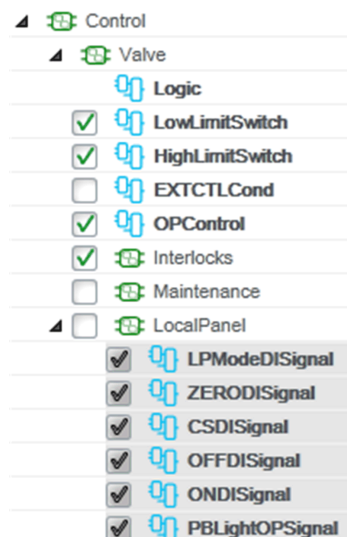 Control
Valve
Logic
LowLimitSwitch
HighLimitSwitch
EXTCTLCond
OPControl
Interlocks
Maintenance
LocalPanel
LPModeDISignal
ZERODISignal
CSDISignal
OFFDISignal
ONDISignal
PBLightOPSignal